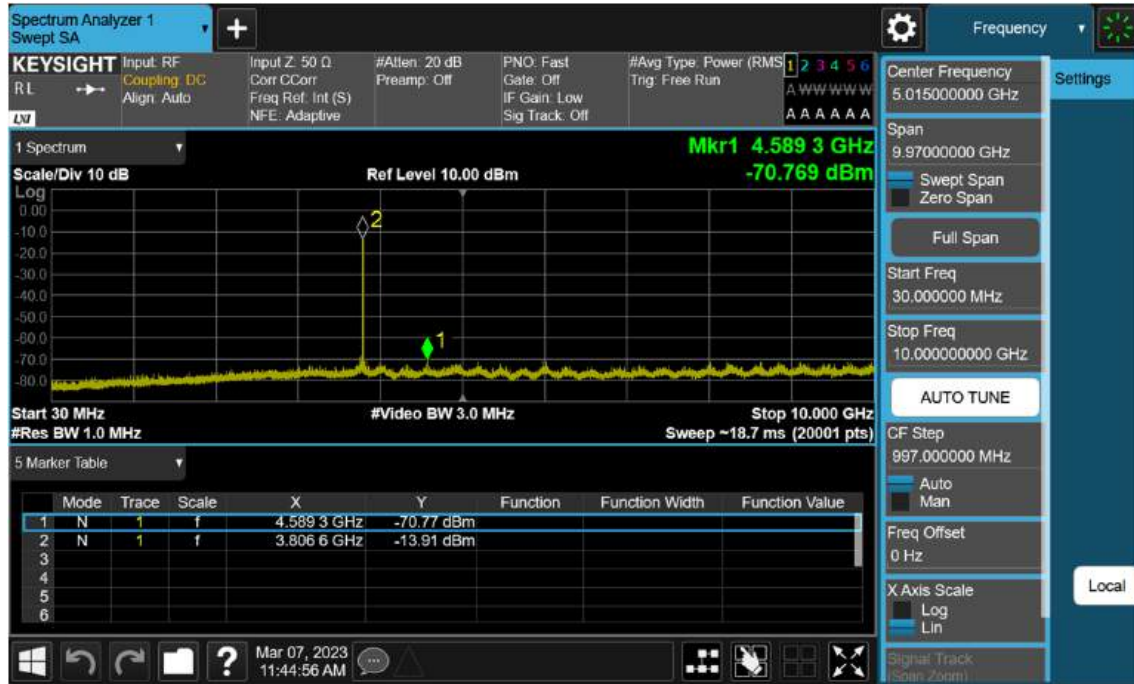 Spectrum Analyzer 1
Swept SA
+
Frequency
KEYSIGHT
RL
LXI
Input: RF
Coupling: DC
Align: Auto
Input Z: 50 Ω
Corr CCorr
Freq Ref: Int (S)
NFE: Adaptive
#Atten: 20 dB
Preamp: Off
PNO: Fast
Gate: Off
IF Gain: Low
Sig Track: Off
#Avg Type: Power (RMS
Trig: Free Run
1 2 3 4 5 6
A W W W W W
A A A A A A
1 Spectrum
Mkr1 4.589 3 GHz
-70.769 dBm
Scale/Div 10 dB
Ref Level 10.00 dBm
Log
0.00
-10.0
-20.0
-30.0
-40.0
-50.0
-60.0
-70.0
-80.0
2
1
Start 30 MHz
#Video BW 3.0 MHz
Stop 10.000 GHz
#Res BW 1.0 MHz
Sweep ~18.7 ms (20001 pts)
5 Marker Table
Mode Trace Scale X Y Function Function Width Function Value
1 N 1 f 4.589 3 GHz -70.77 dBm
2 N 1 f 3.806 6 GHz -13.91 dBm
3
4
5
6
?
Mar 07, 2023
11:44:56 AM
Center Frequency
5.015000000 GHz
Settings
Span
9.97000000 GHz
Swept Span
Zero Span
Full Span
Start Freq
30.000000 MHz
Stop Freq
10.000000000 GHz
AUTO TUNE
CF Step
997.000000 MHz
Auto
Man
Freq Offset
0 Hz
X Axis Scale
Log
Lin
Local
Signal Track
(Span Zoom)